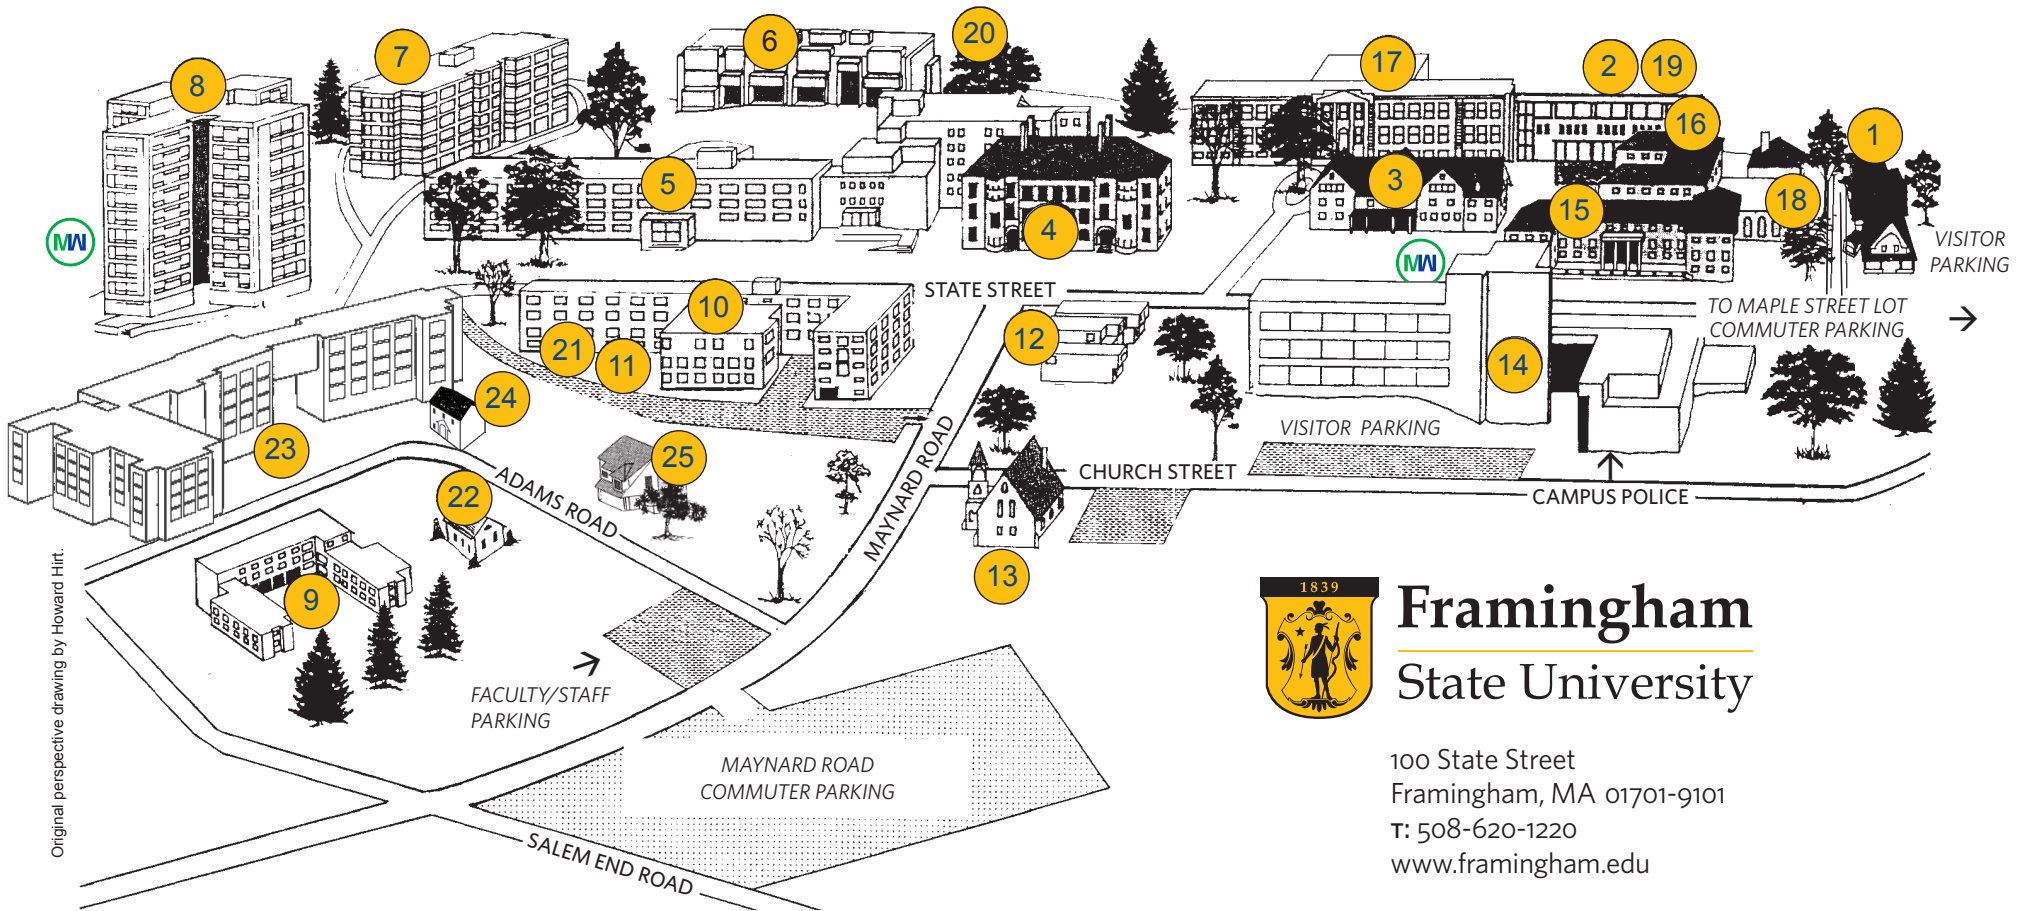 20
6
7
17
2
19
8
16
1
5
3
15
18
4
MW
VISITOR
PARKING
MW
STATE STREET
10
TO MAPLE STREET LOT
COMMUTER PARKING
12
21
11
14
24
VISITOR PARKING
23
25
MAYNARD ROAD
CHURCH STREET
22
ADAMS ROAD
CAMPUS POLICE
13
9
1839
Framingham
State University
FACULTY/STAFF
PARKING
MAYNARD ROAD
COMMUTER PARKING
SALEM END ROAD
100 State Street
Framingham, MA 01701-9101
T: 508-620-1220
www.framingham.edu
Original perspective drawing by Howard Hirt.